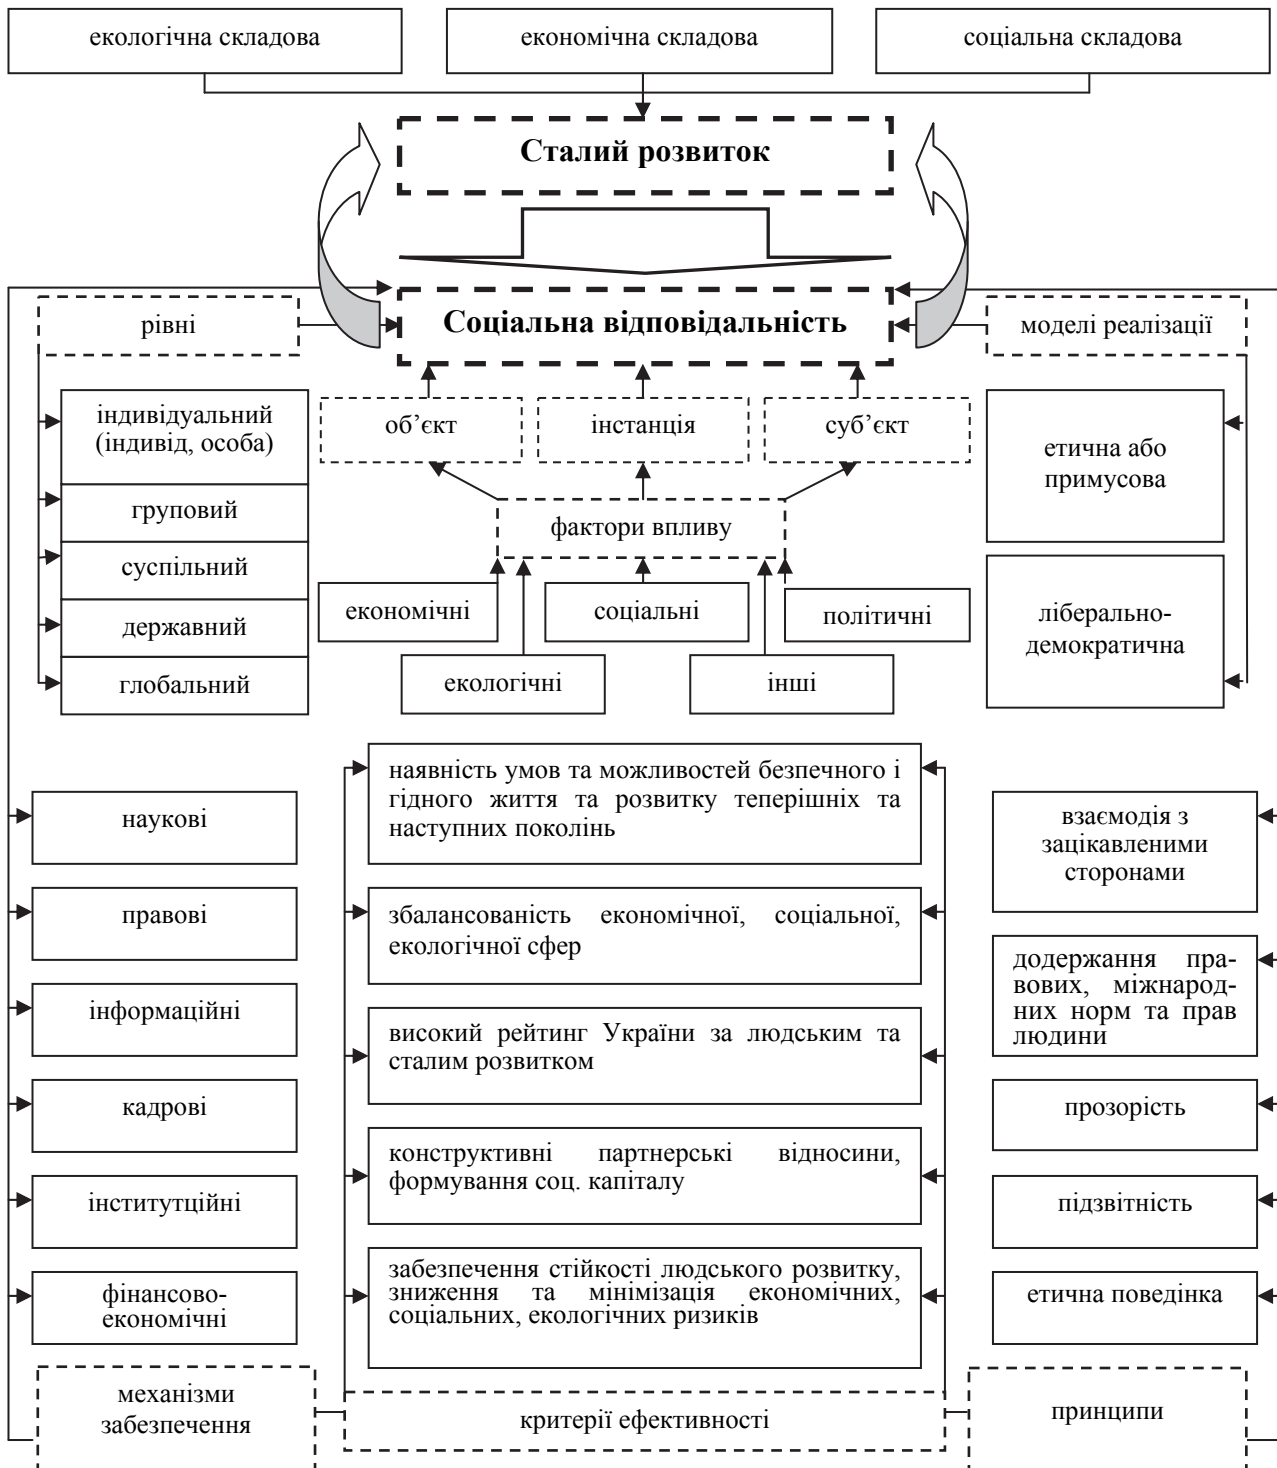 екологічна складова
економічна складова
соціальна складова
Сталий розвиток
Соціальна відповідальність
рівні
моделі реалізації
індивідуальний
(індивід, особа)
груповий
суспільний
державний
глобальний
об’єкт
інстанція
суб’єкт
фактори впливу
економічні
соціальні
політичні
екологічні
інші
етична або
примусова
ліберально-
демократична
наукові
правові
інформаційні
кадрові
інститутційні
фінансово-
економічні
механізми
забезпечення
наявність умов та можливостей безпечного і
гідного життя та розвитку теперішніх та
наступних поколінь
збалансованість економічної, соціальної,
екологічної сфер
високий рейтинг України за людським та
сталим розвитком
конструктивні партнерські відносини,
формування соц. капіталу
забезпечення стійкості людського розвитку,
зниження та мінімізація економічних,
соціальних, екологічних ризиків
критерії ефективності
взаємодія з
зацікавленими
сторонами
додержання пра-
вових, міжнарод-
них норм та прав
людини
прозорість
підзвітність
етична поведінка
принципи